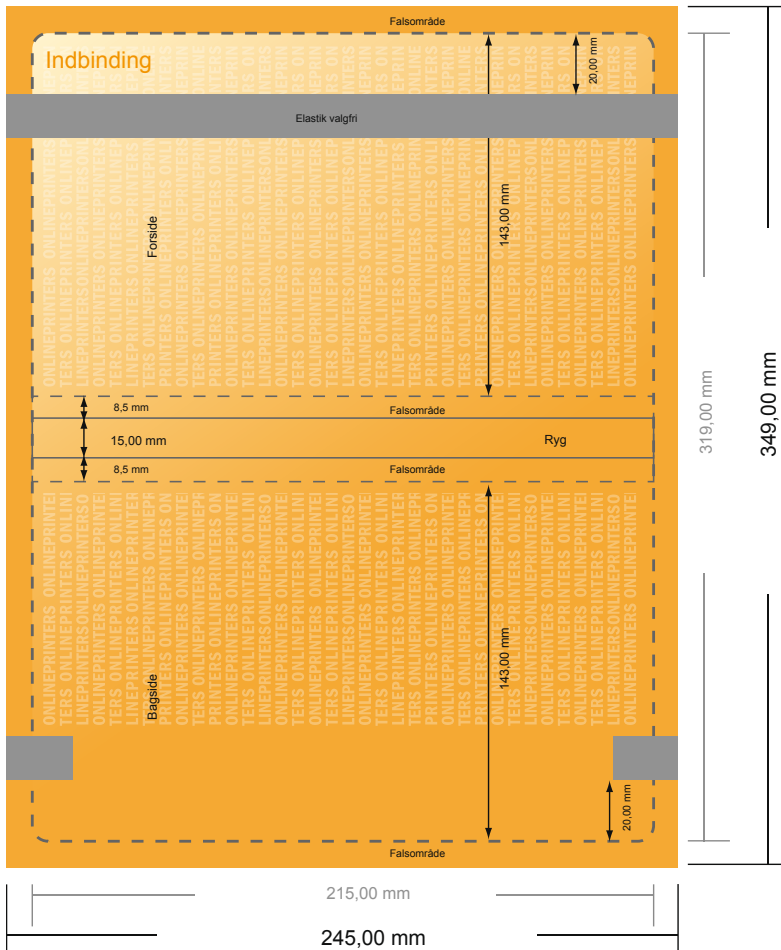 Falsområde
Indbinding
20,00 mm
Elastik valgfri
Forside
143,00 mm
8,5 mm
Falsområde
15,00 mm
Ryg
8,5 mm
Falsområde
319,00 mm
349,00 mm
Bagside
143,00 mm
20,00 mm
Falsområde
215,00 mm
245,00 mm